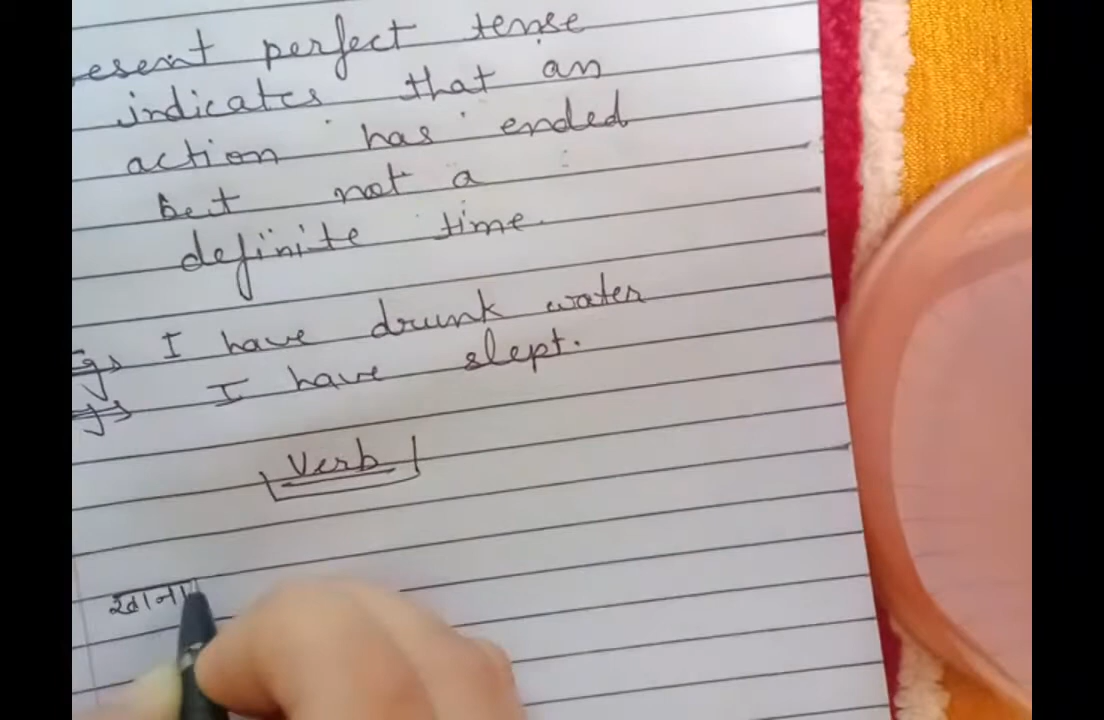 esent perfect tense
indicates that an
action has ended
but not a
definite time.
I have drunk water
I have slept.
Verb
खाना